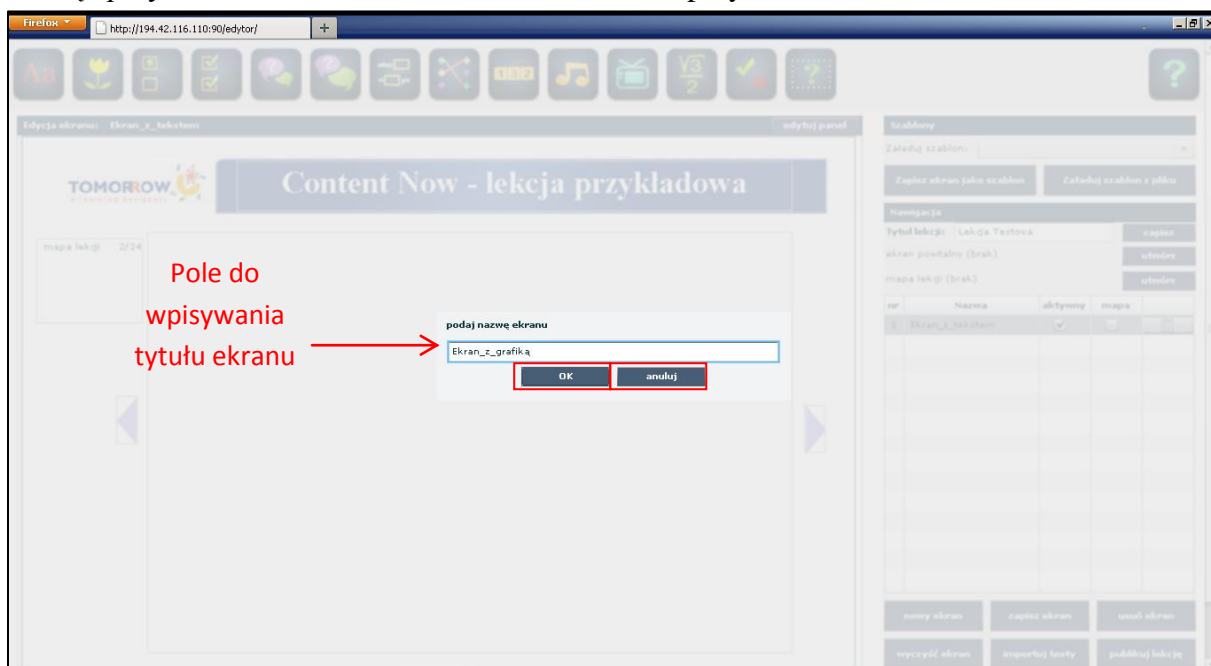 Firefox
http://194.42.116.110:90/edytor/
+
Aa
?
Edycja ekranu: Ekran_z_tekstem
edytuj panel
TOMORROW
Content Now - lekcja przykładowa
mapa lekcji 2/24
Pole do
wpisywania
tytułu ekranu
podaj nazwę ekranu
Ekran_z_grafiką
OK
anuluj
Szablony
Załaduj szablon:
Zapisz ekran jako szablon
Załaduj szablon z pliku
Nawigacja
Tytuł lekcji: Lekcja Testowa
zapisz
ekran powitalny (brak)
utwórz
mapa lekcji (brak)
utwórz
nr Nazwa aktywny mapa
Ekran_z_tekstem
nowy ekran
zapisz ekran
usuń ekran
wyczyść ekran
importuj testy
publikuj lekcję